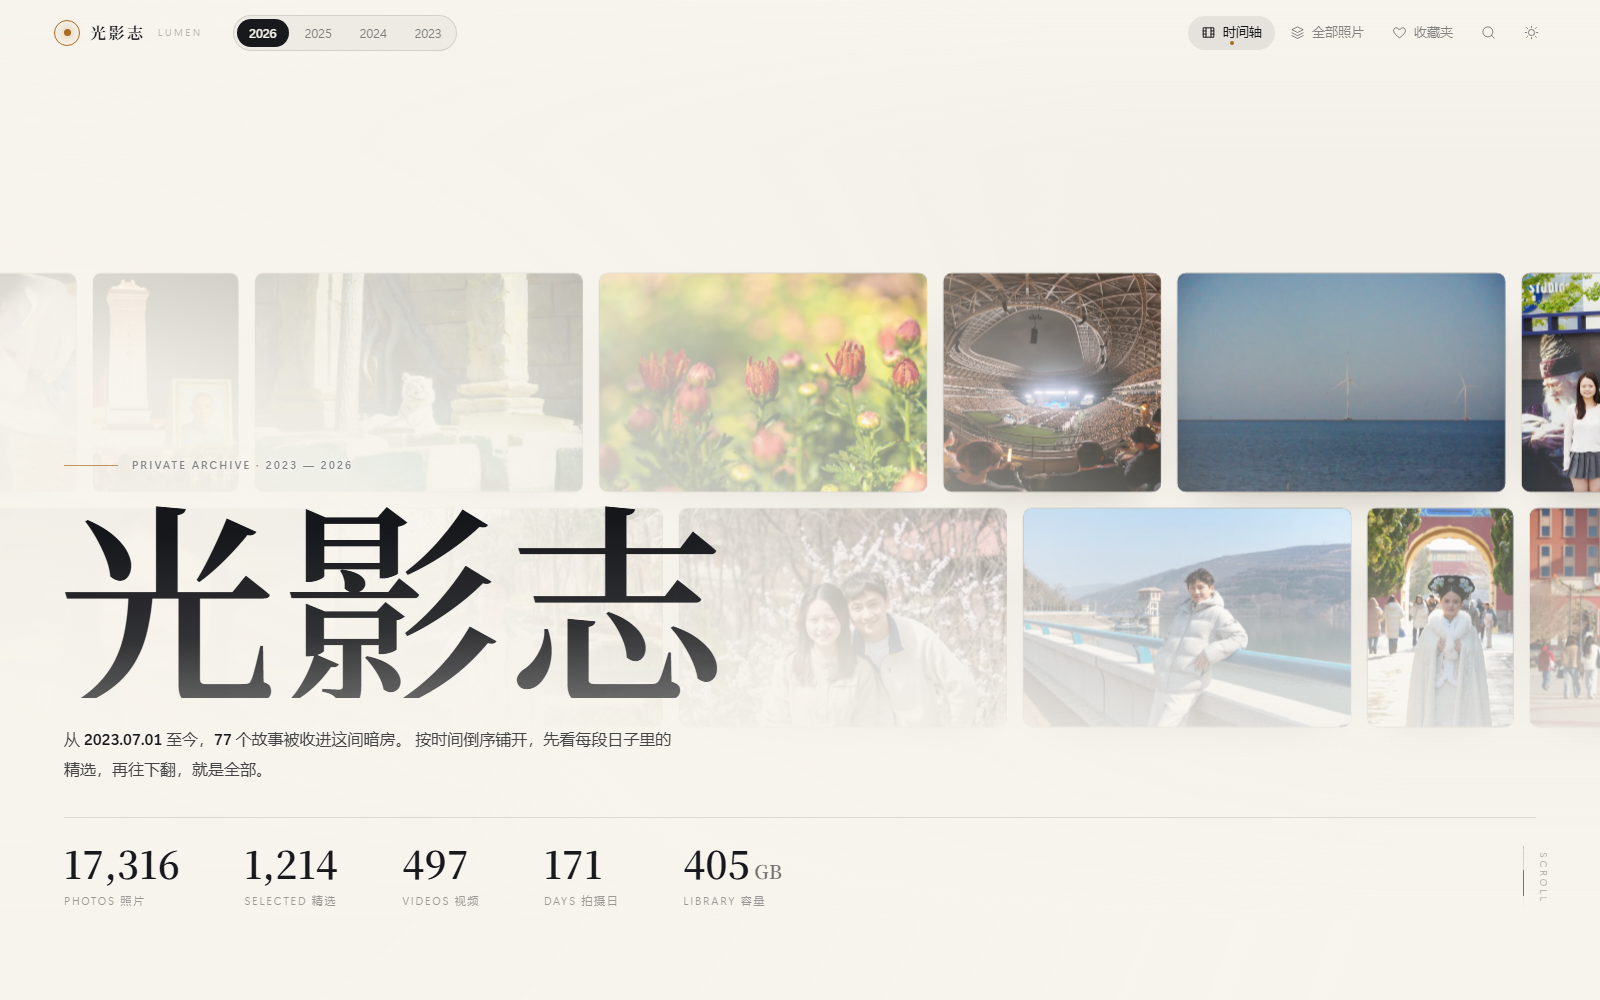 光影志 LUMEN
2026 2025 2024 2023
时间轴 全部照片 收藏夹
STUDIO
PRIVATE ARCHIVE · 2023 — 2026
光影志
从 2023.07.01 至今，77 个故事被收进这间暗房。 按时间倒序铺开，先看每段日子里的
精选，再往下翻，就是全部。
17,316 1,214 497 171 405 GB
PHOTOS 照片 SELECTED 精选 VIDEOS 视频 DAYS 拍摄日 LIBRARY 容量
SCROLL